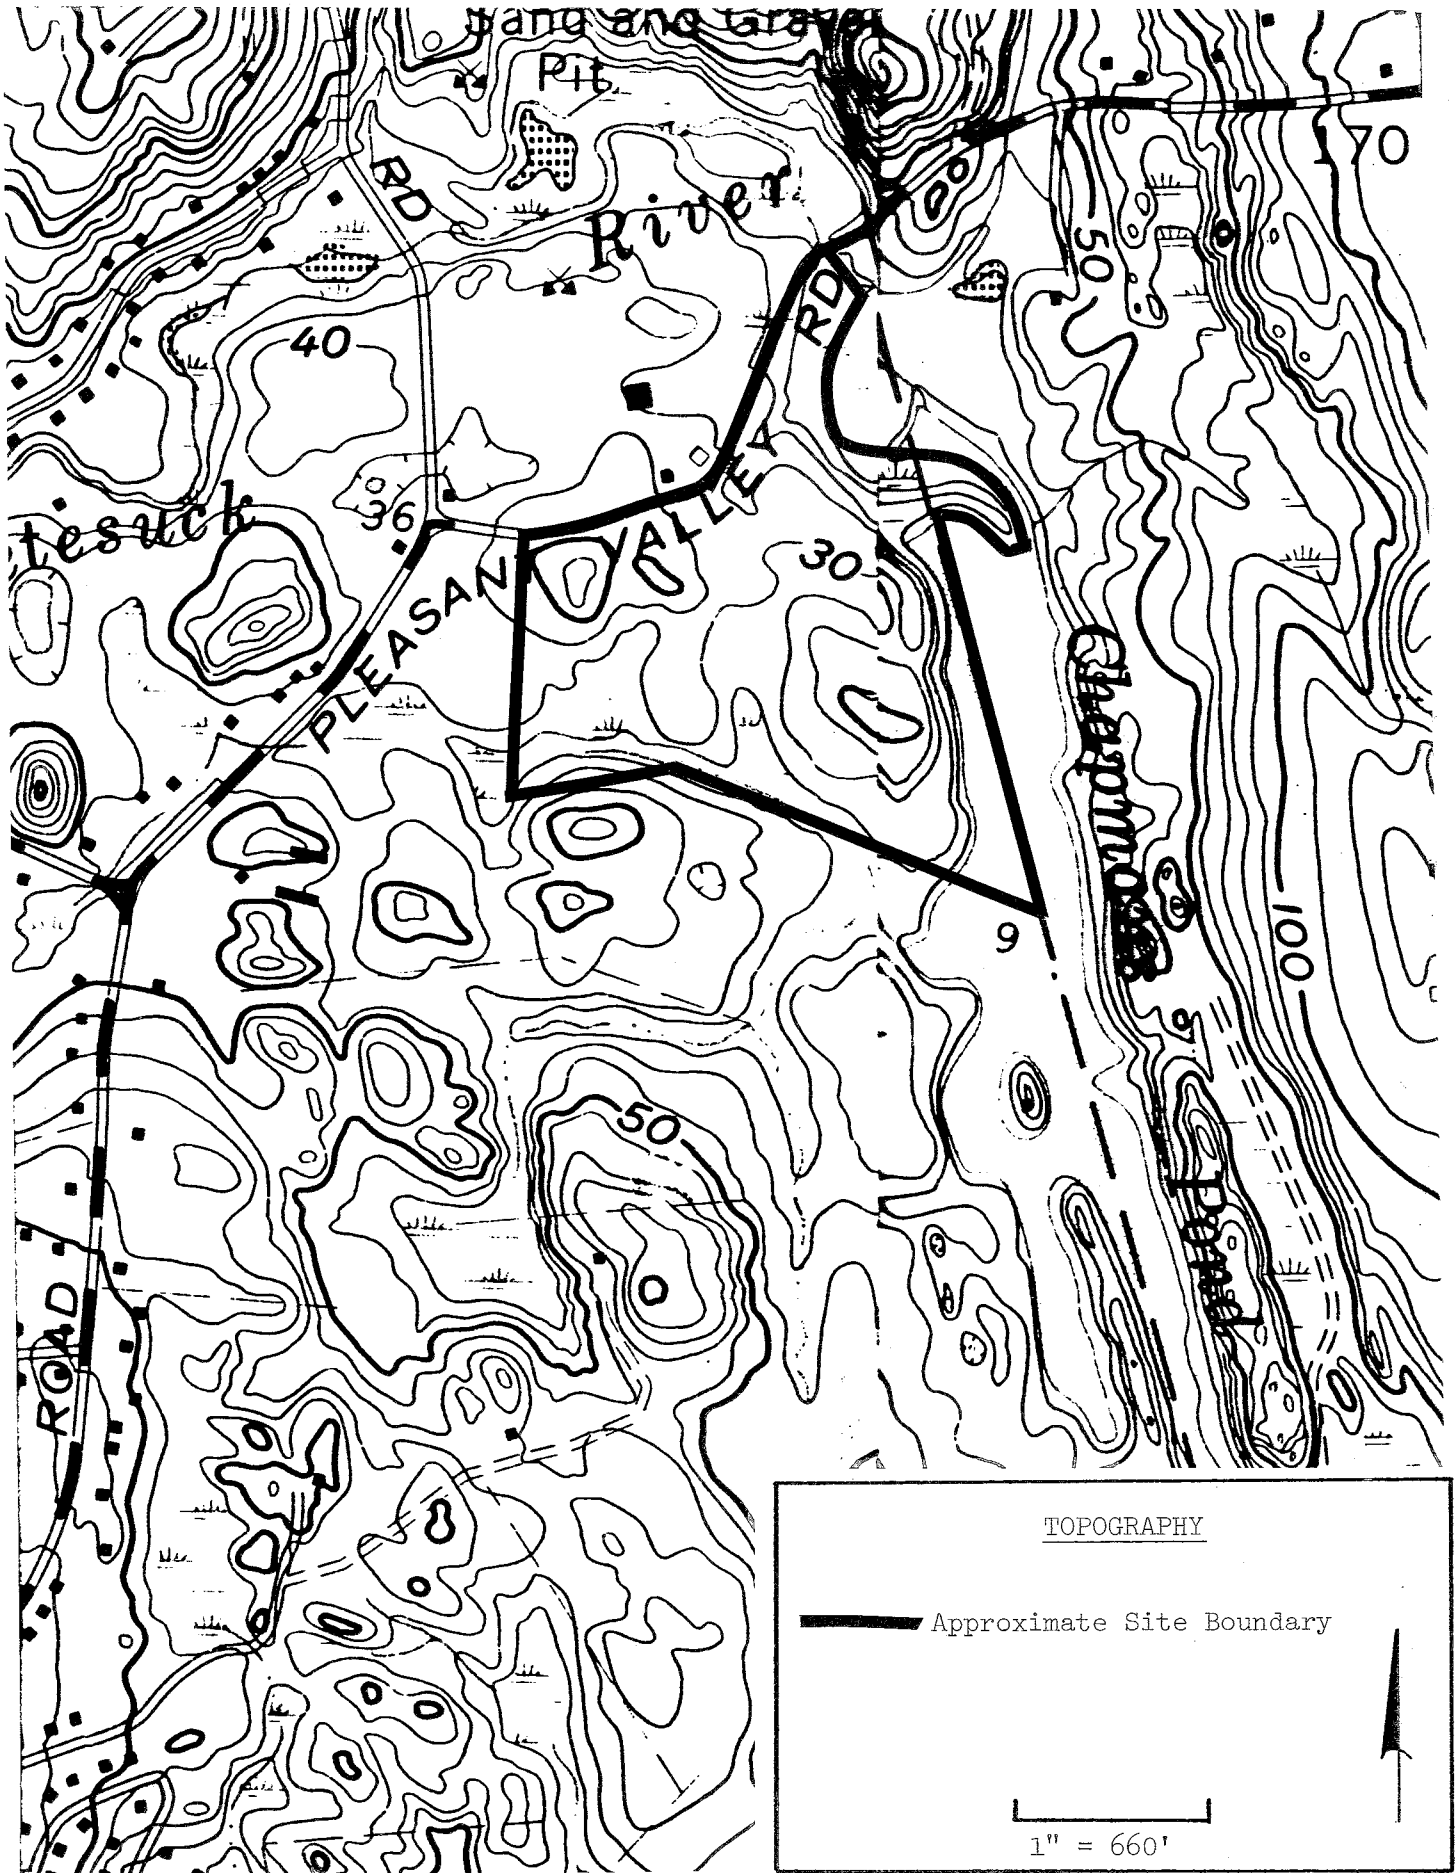 Sand and Gravel
Pit
170
RD
River
50
RD
40
36
tesuck
PLEASANT VALLEY
30
Chapman
9
100
50
Pond
ROAD
TOPOGRAPHY
Approximate Site Boundary
1" = 660'